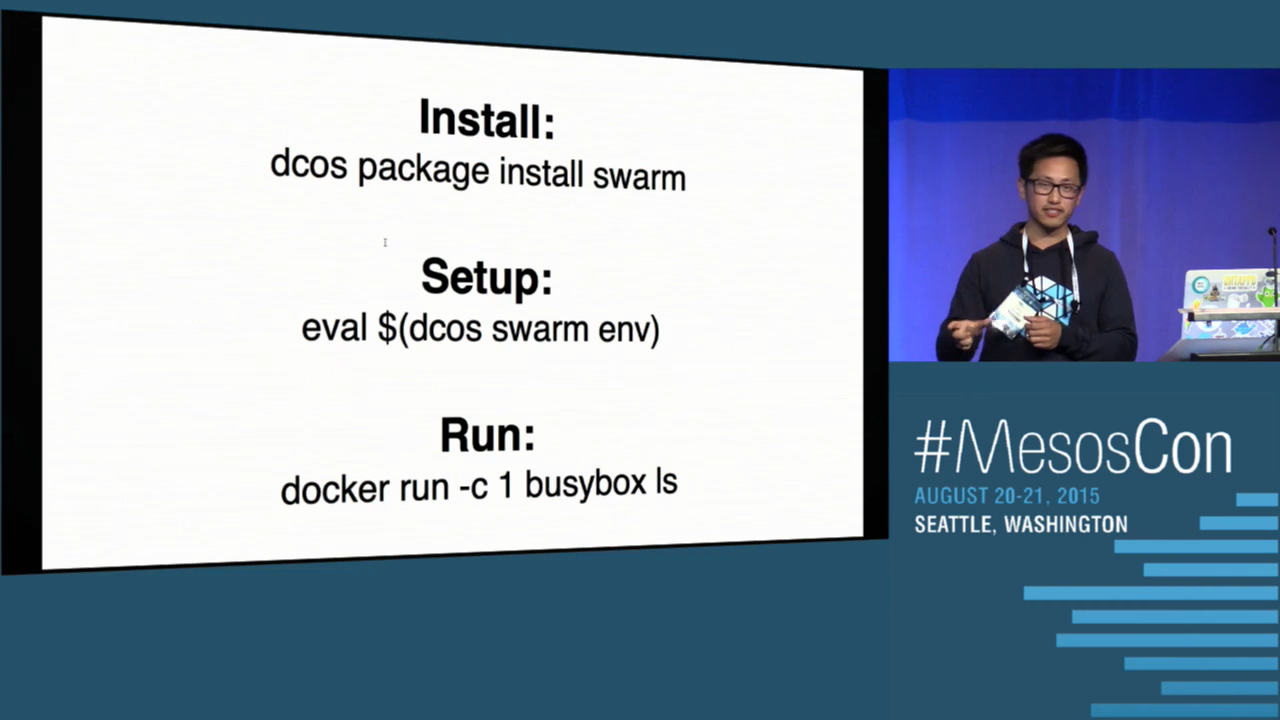 Install:
dcos package install swarm
Setup:
eval $(dcos swarm env)
Run:
docker run -c 1 busybox ls
#MesosCon
AUGUST 20-21, 2015
SEATTLE, WASHINGTON